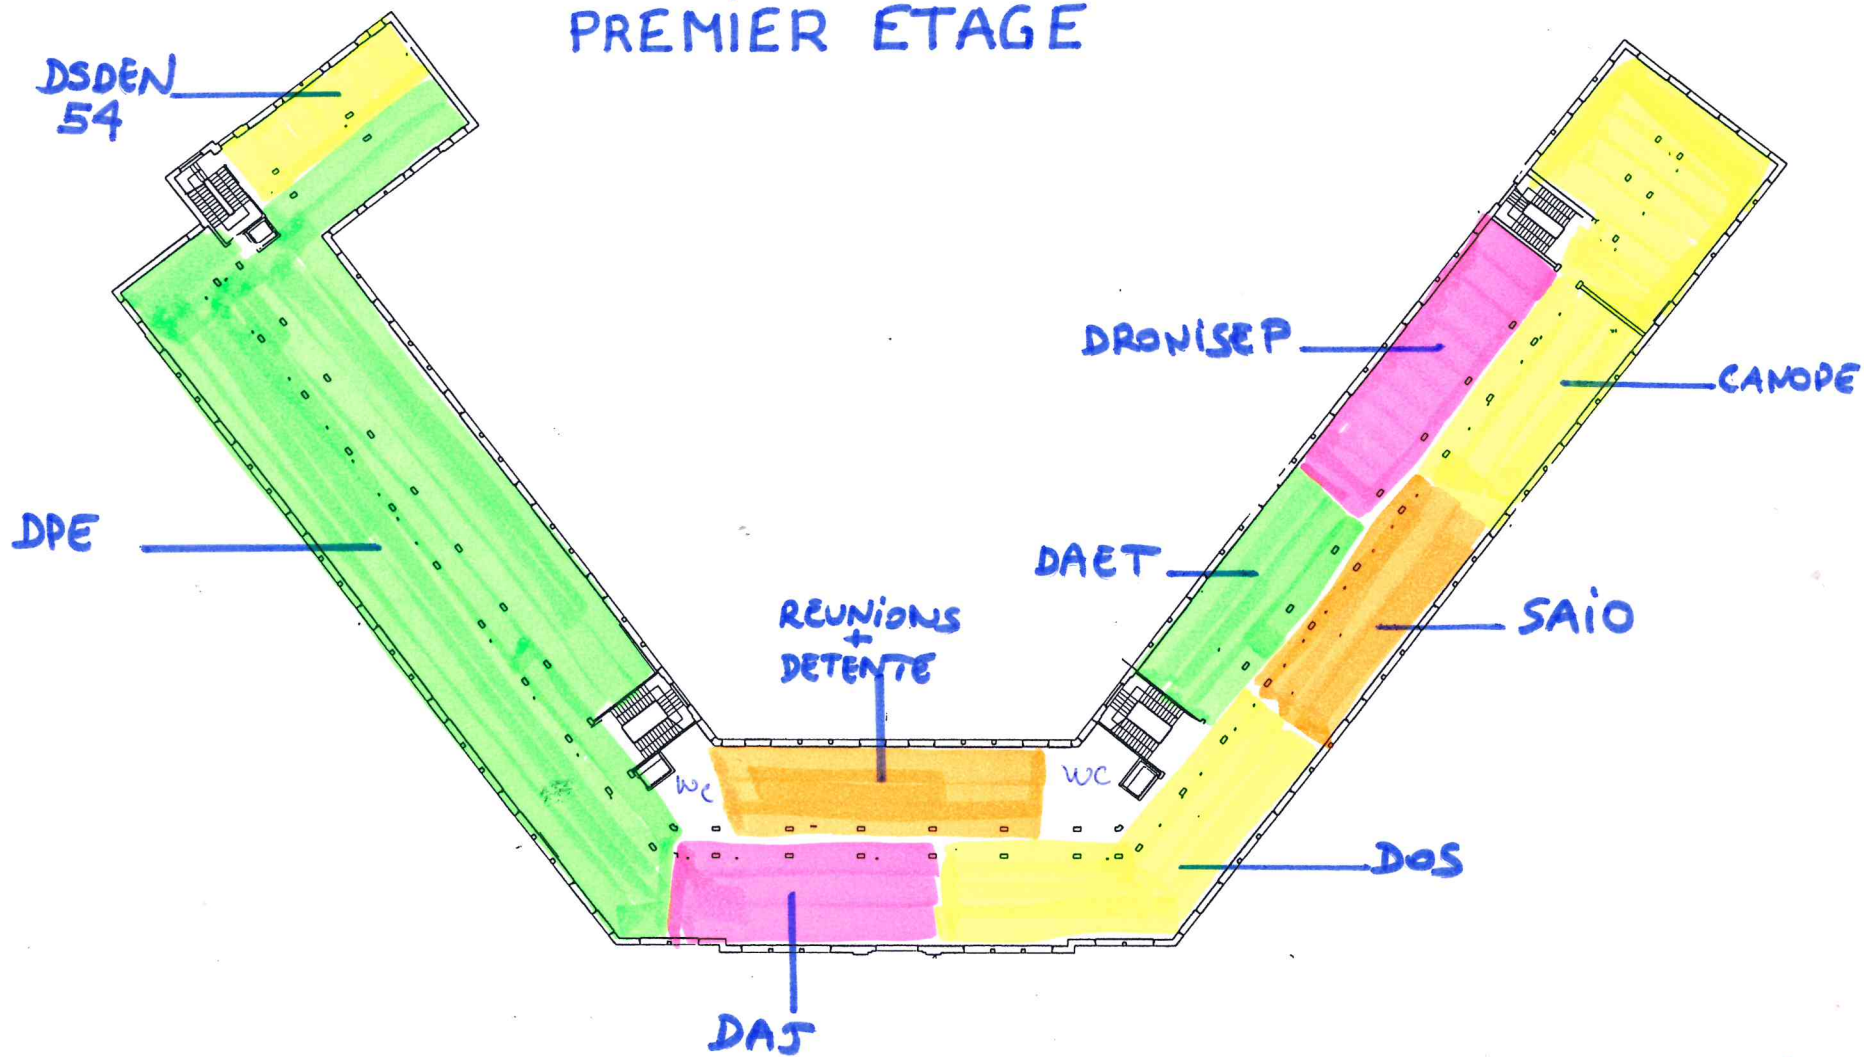 PREMIER ETAGE
DSDEN
54
DRONiSEP
CANOPE
DPE
DAET
REUNiONS
+
DETENTE
SAiO
WC
WC
DOS
DAJ